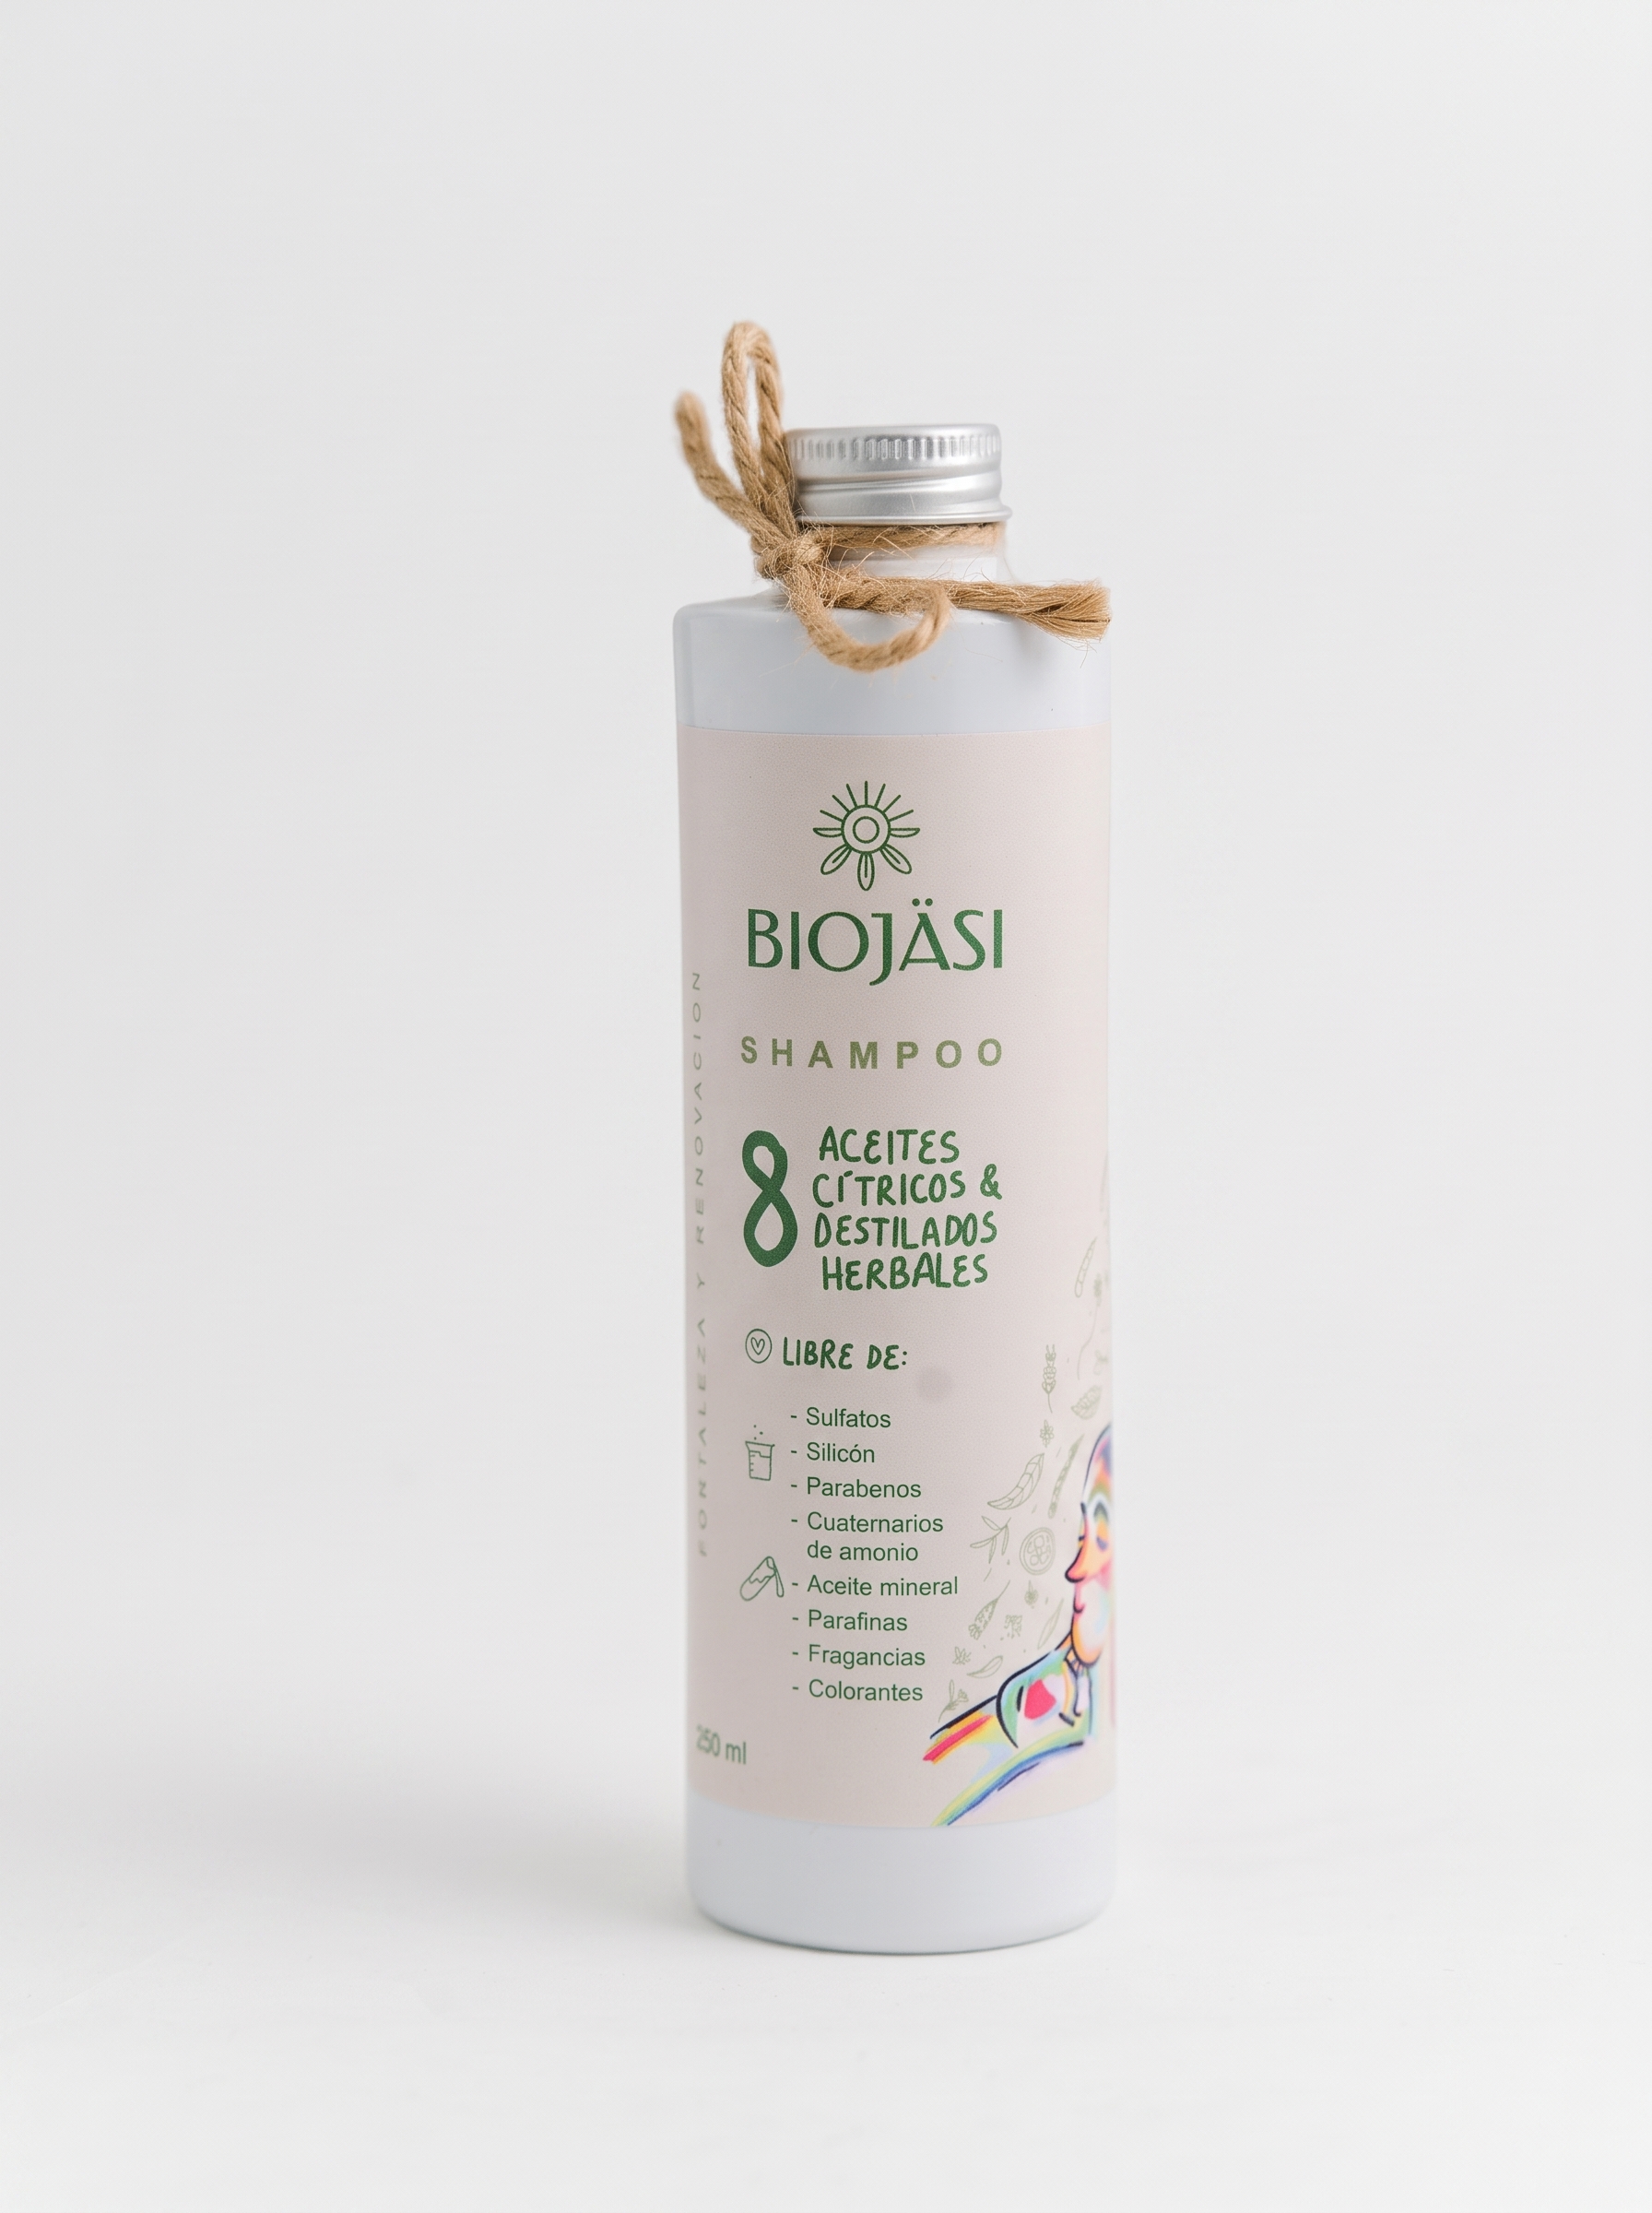 BIOJÄSI
SHAMPOO
8 ACEITES
CÍTRICOS &
DESTILADOS
HERBALES
LIBRE DE:
- Sulfatos
- Silicón
- Parabenos
- Cuaternarios
de amonio
- Aceite mineral
- Parafinas
- Fragancias
- Colorantes
250 ml
FORTALEZA Y RENOVACION